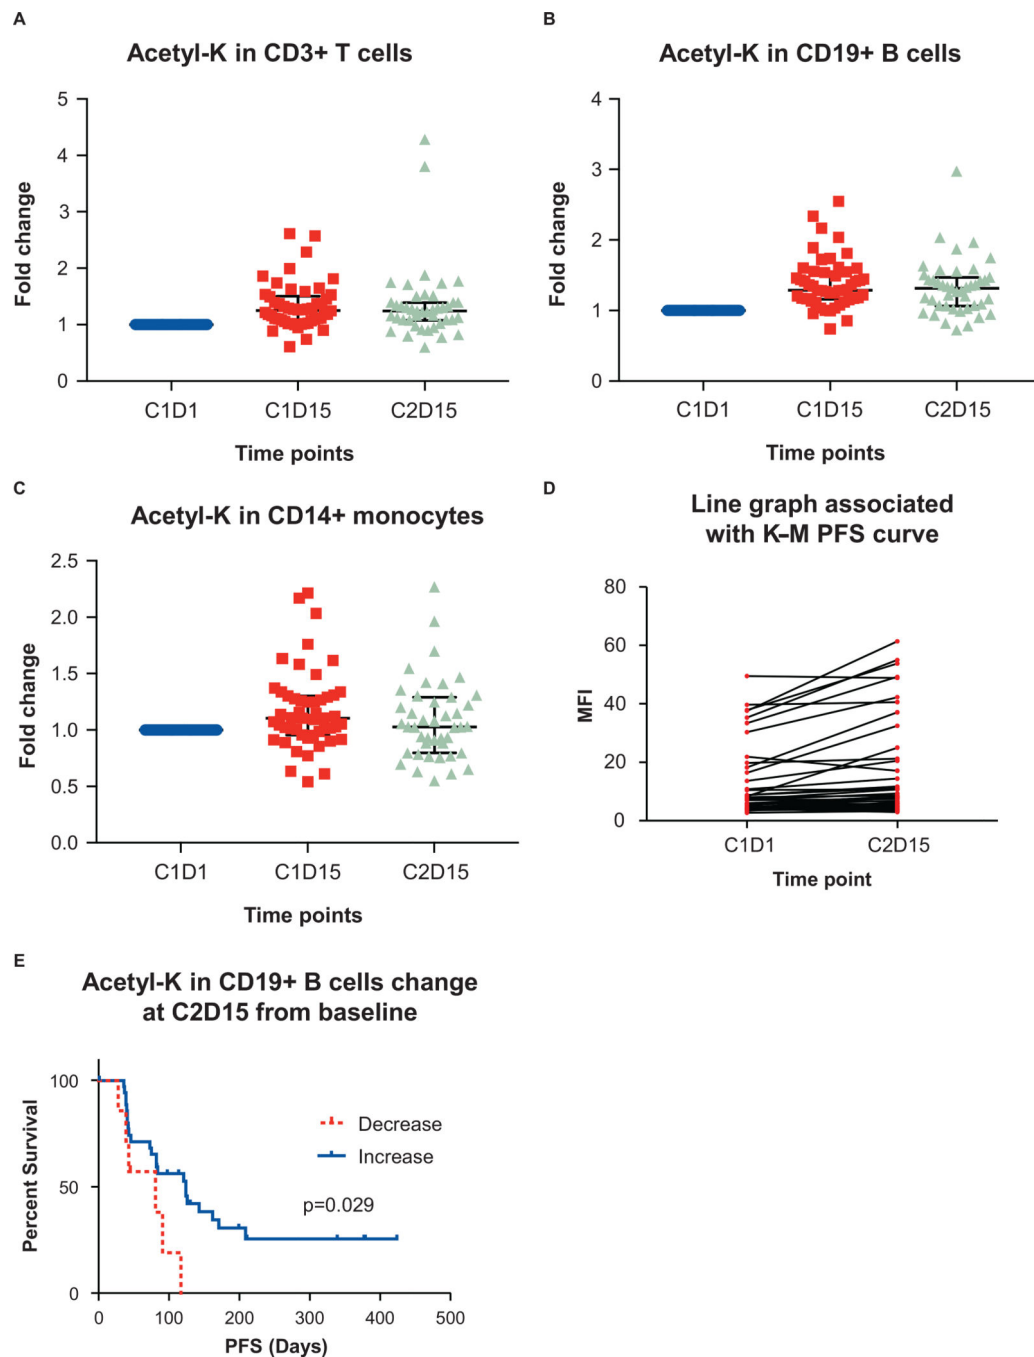 A
Acetyl-K in CD3+ T cells
Fold change
5
4
3
2
1
0
C1D1 C1D15 C2D15
Time points
B
Acetyl-K in CD19+ B cells
Fold change
4
3
2
1
0
C1D1 C1D15 C2D15
Time points
C
Acetyl-K in CD14+ monocytes
Fold change
2.5
2.0
1.5
1.0
0.5
0.0
C1D1 C1D15 C2D15
Time points
D
Line graph associated
with K–M PFS curve
MFI
80
60
40
20
0
C1D1 C2D15
Time point
E
Acetyl-K in CD19+ B cells change
at C2D15 from baseline
Percent Survival
100
50
0
Decrease
Increase
p=0.029
0 100 200 300 400 500
PFS (Days)